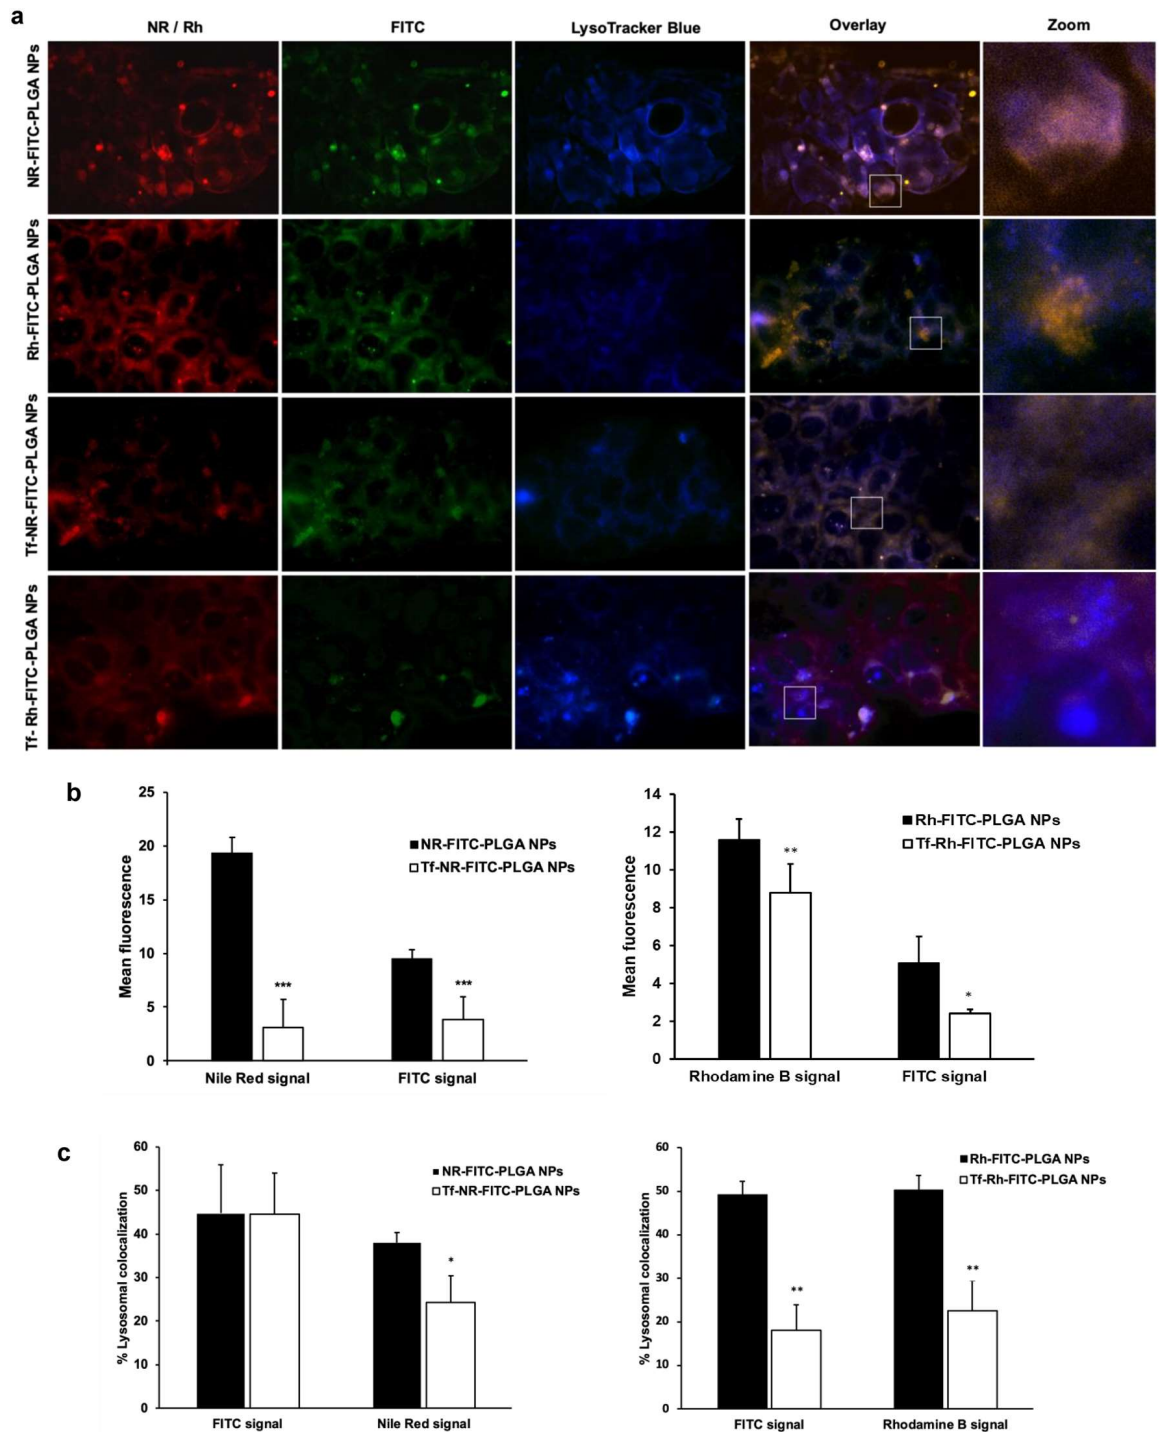 a
NR / Rh
FITC
LysoTracker Blue
Overlay
Zoom
NR-FITC-PLGA NPs
Rh-FITC-PLGA NPs
Tf-NR-FITC-PLGA NPs
Tf- Rh-FITC-PLGA NPs
b
25
20
15
10
5
0
Mean fluorescence
NR-FITC-PLGA NPs
Tf-NR-FITC-PLGA NPs
***
***
Nile Red signal
FITC signal
14
12
10
8
6
4
2
0
Mean fuorescence
Rh-FITC-PLGA NPs
Tf-Rh-FITC-PLGA NPs
**
*
Rhodamine B signal
FITC signal
c
60
50
40
30
20
10
0
% Lysosomal colocalization
NR-FITC-PLGA NPs
Tf-NR-FITC-PLGA NPs
*
FITC signal
Nile Red signal
60
50
40
30
20
10
0
% Lysosomal colocalization
Rh-FITC-PLGA NPs
Tf-Rh-FITC-PLGA NPs
**
**
FITC signal
Rhodamine B signal